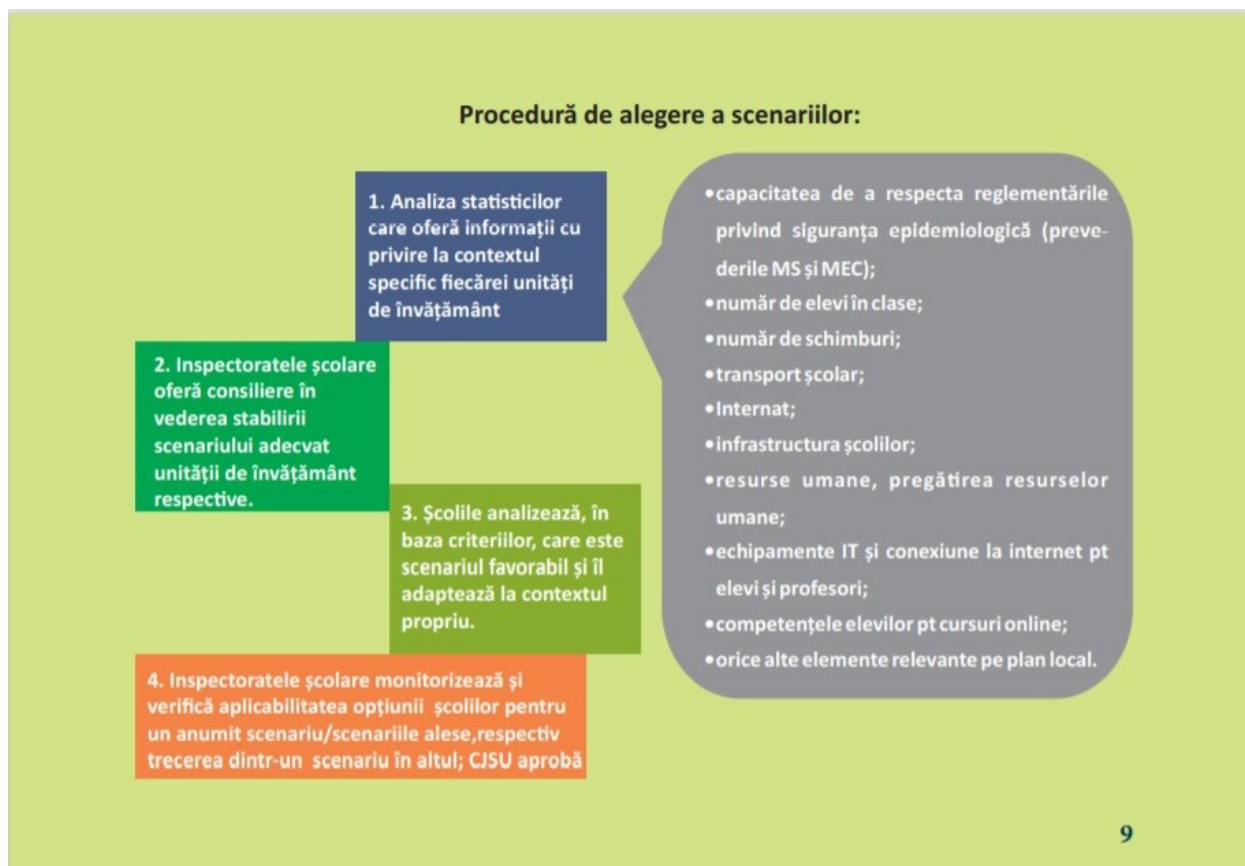 Procedură de alegere a scenariilor:
1. Analiza statisticilor
care oferă informații cu
privire la contextul
specific fiecărei unități
de învățământ
2. Inspectoratele școlare
oferă consiliere în
vederea stabilirii
scenariului adecvat
unității de învățământ
respective.
3. Școlile analizează, în
baza criteriilor, care este
scenariul favorabil și îl
adaptează la contextul
propriu.
4. Inspectoratele școlare monitorizează și
verifică aplicabilitatea opțiunii școlilor pentru
un anumit scenariu/scenariile alese,respectiv
trecerea dintr-un scenariu în altul; CJSU aprobă
•capacitatea de a respecta reglementările
privind siguranța epidemiologică (preve-
derile MS și MEC);
•număr de elevi în clase;
•număr de schimburi;
•transport școlar;
•Internat;
•infrastructura școlilor;
•resurse umane, pregătirea resurselor
umane;
•echipamente IT și conexiune la internet pt
elevi și profesori;
•competențele elevilor pt cursuri online;
•orice alte elemente relevante pe plan local.
9